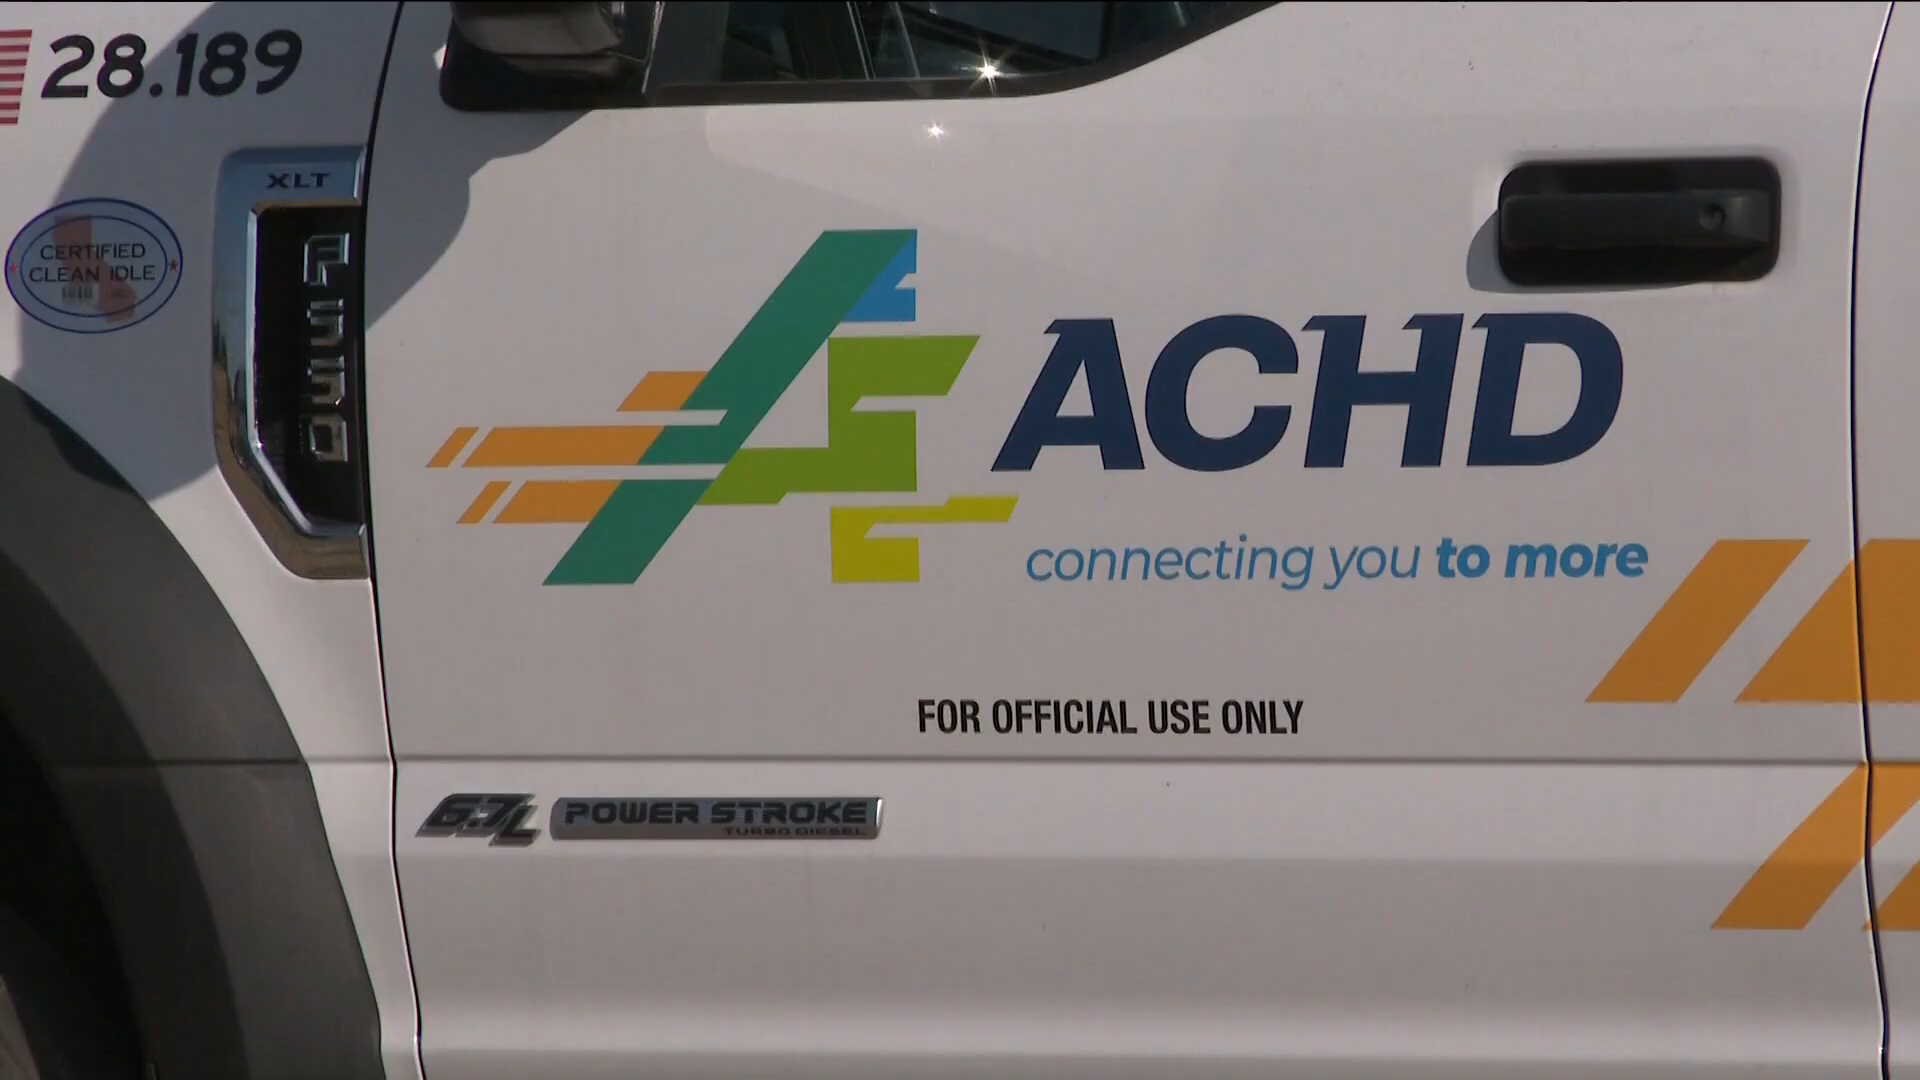 28.189
XLT
F550
CERTIFIED
CLEAN IDLE
ACHD
connecting you to more
FOR OFFICIAL USE ONLY
6.7L POWER STROKE
TURBO DIESEL